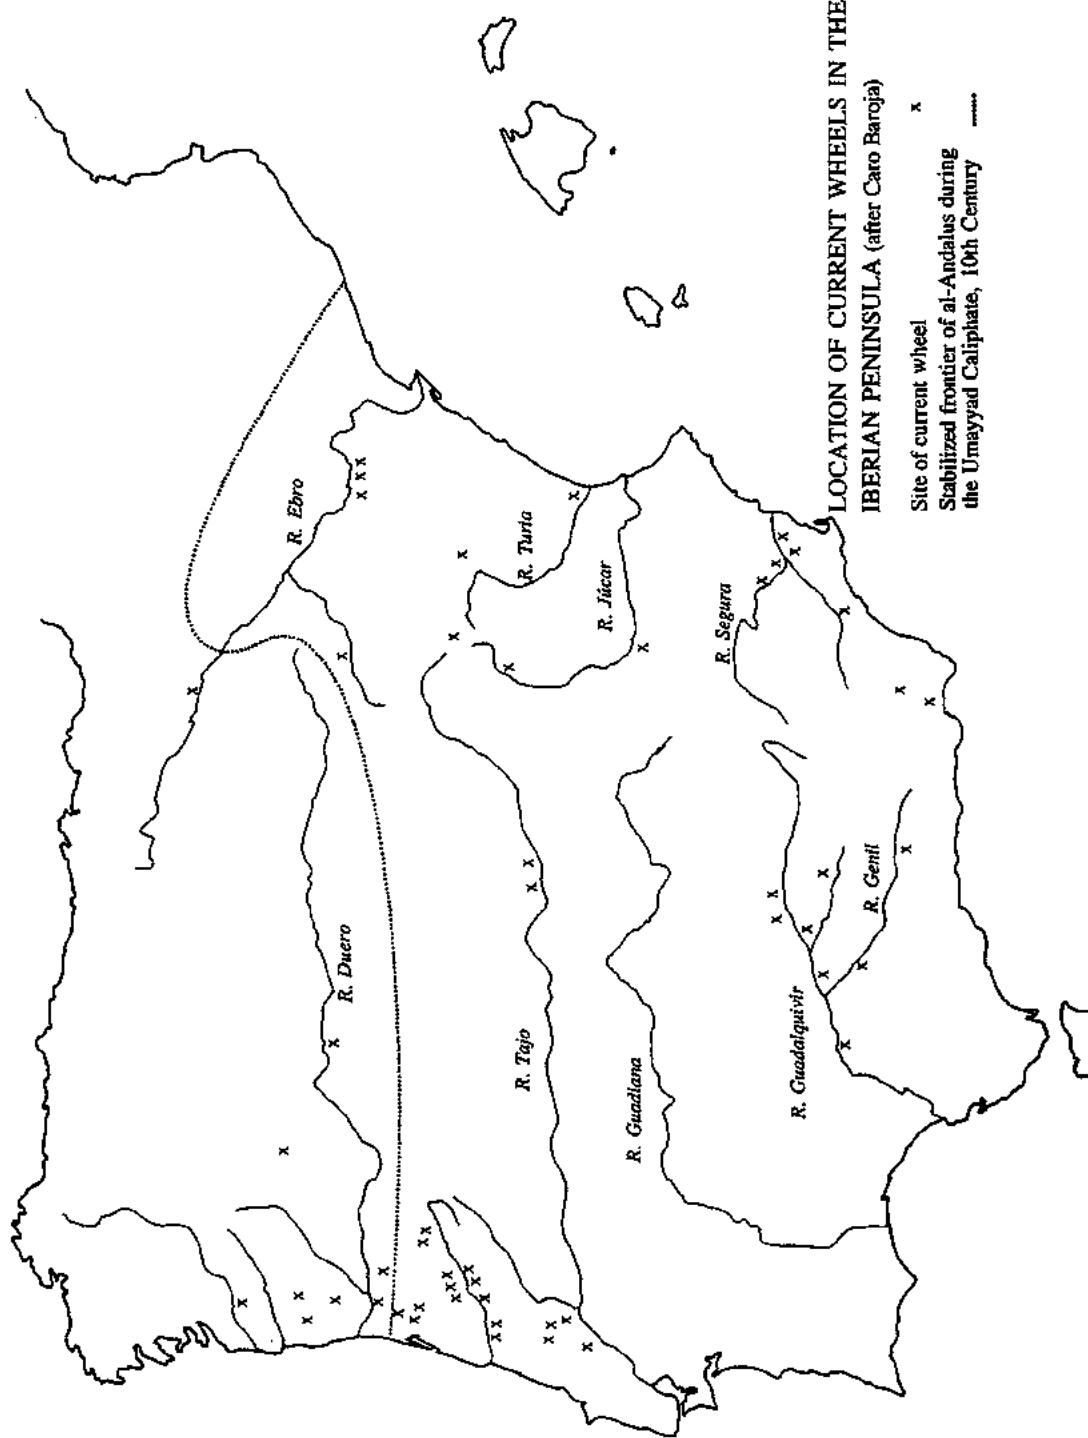 LOCATION OF CURRENT WHEELS IN THE
IBERIAN PENINSULA (after Caro Baroja)
Site of current wheel x
Stabilized frontier of al-Andalus during
the Umayyad Caliphate, 10th Century
R. Ebro
R. Duero
R. Turia
R. Tajo
R. Júcar
R. Guadiana
R. Segura
R. Guadalquivir
R. Genil